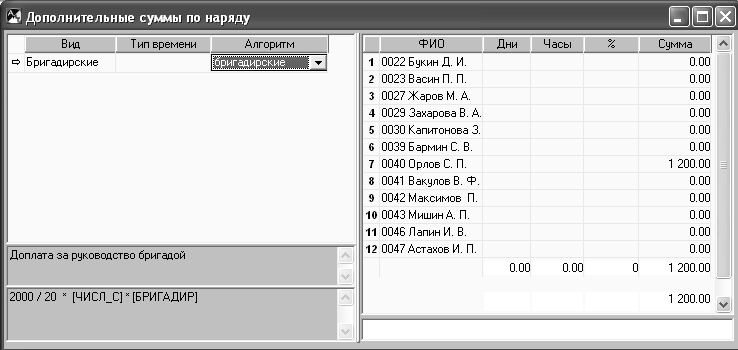 Дополнительные суммы по наряду
Вид Тип времени Алгоритм
Бригадирские бригадирские
ФИО Дни Часы % Сумма
1 0022 Букин Д. И. 0.00
2 0023 Васин П. П. 0.00
3 0027 Жаров М. А. 0.00
4 0029 Захарова В. А. 0.00
5 0030 Капитонова З. 0.00
6 0039 Бармин С. В. 0.00
7 0040 Орлов С. П. 1 200.00
8 0041 Вакулов В. Ф. 0.00
9 0042 Максимов П. 0.00
10 0043 Мишин А. П. 0.00
11 0046 Лапин И. В. 0.00
12 0047 Астахов И. П. 0.00
0.00 0.00 0 1 200.00
1 200.00
Доплата за руководство бригадой
2000 / 20 * [ЧИСЛ_С] * [БРИГАДИР]